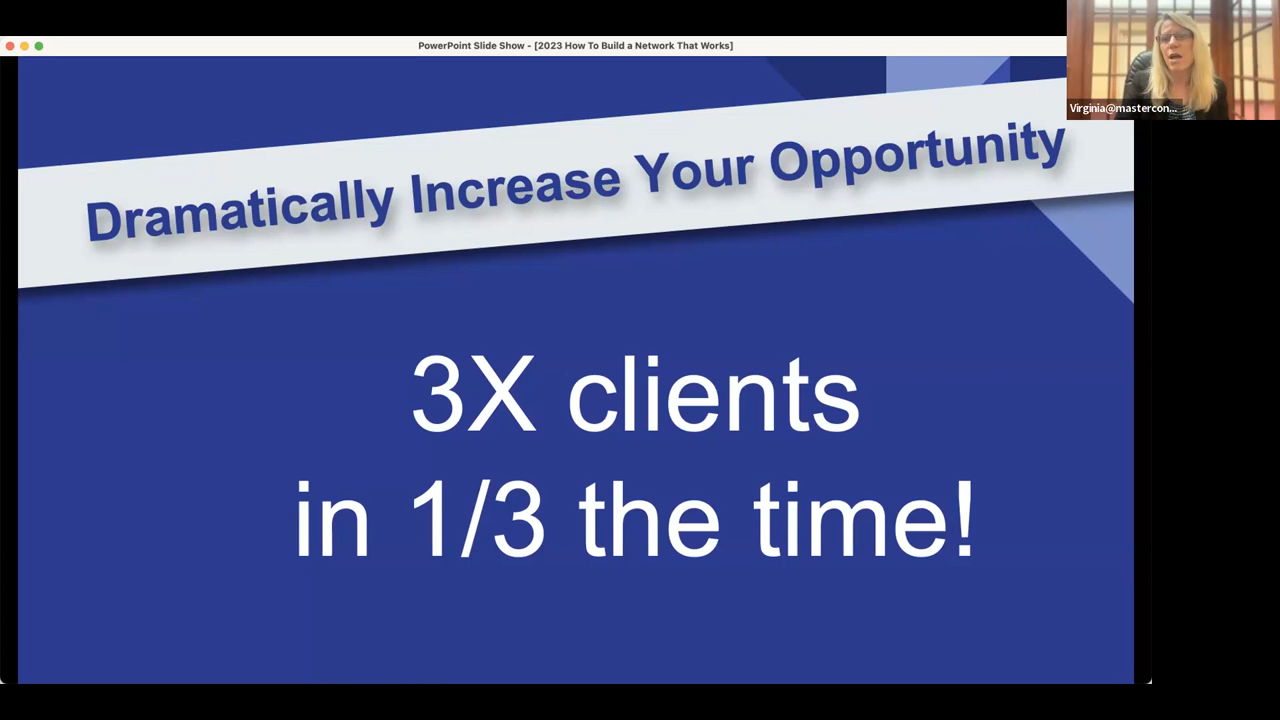 PowerPoint Slide Show - [2023 How To Build a Network That Works]
Virginia@mastercon...
Dramatically Increase Your Opportunity
3X clients
in 1/3 the time!